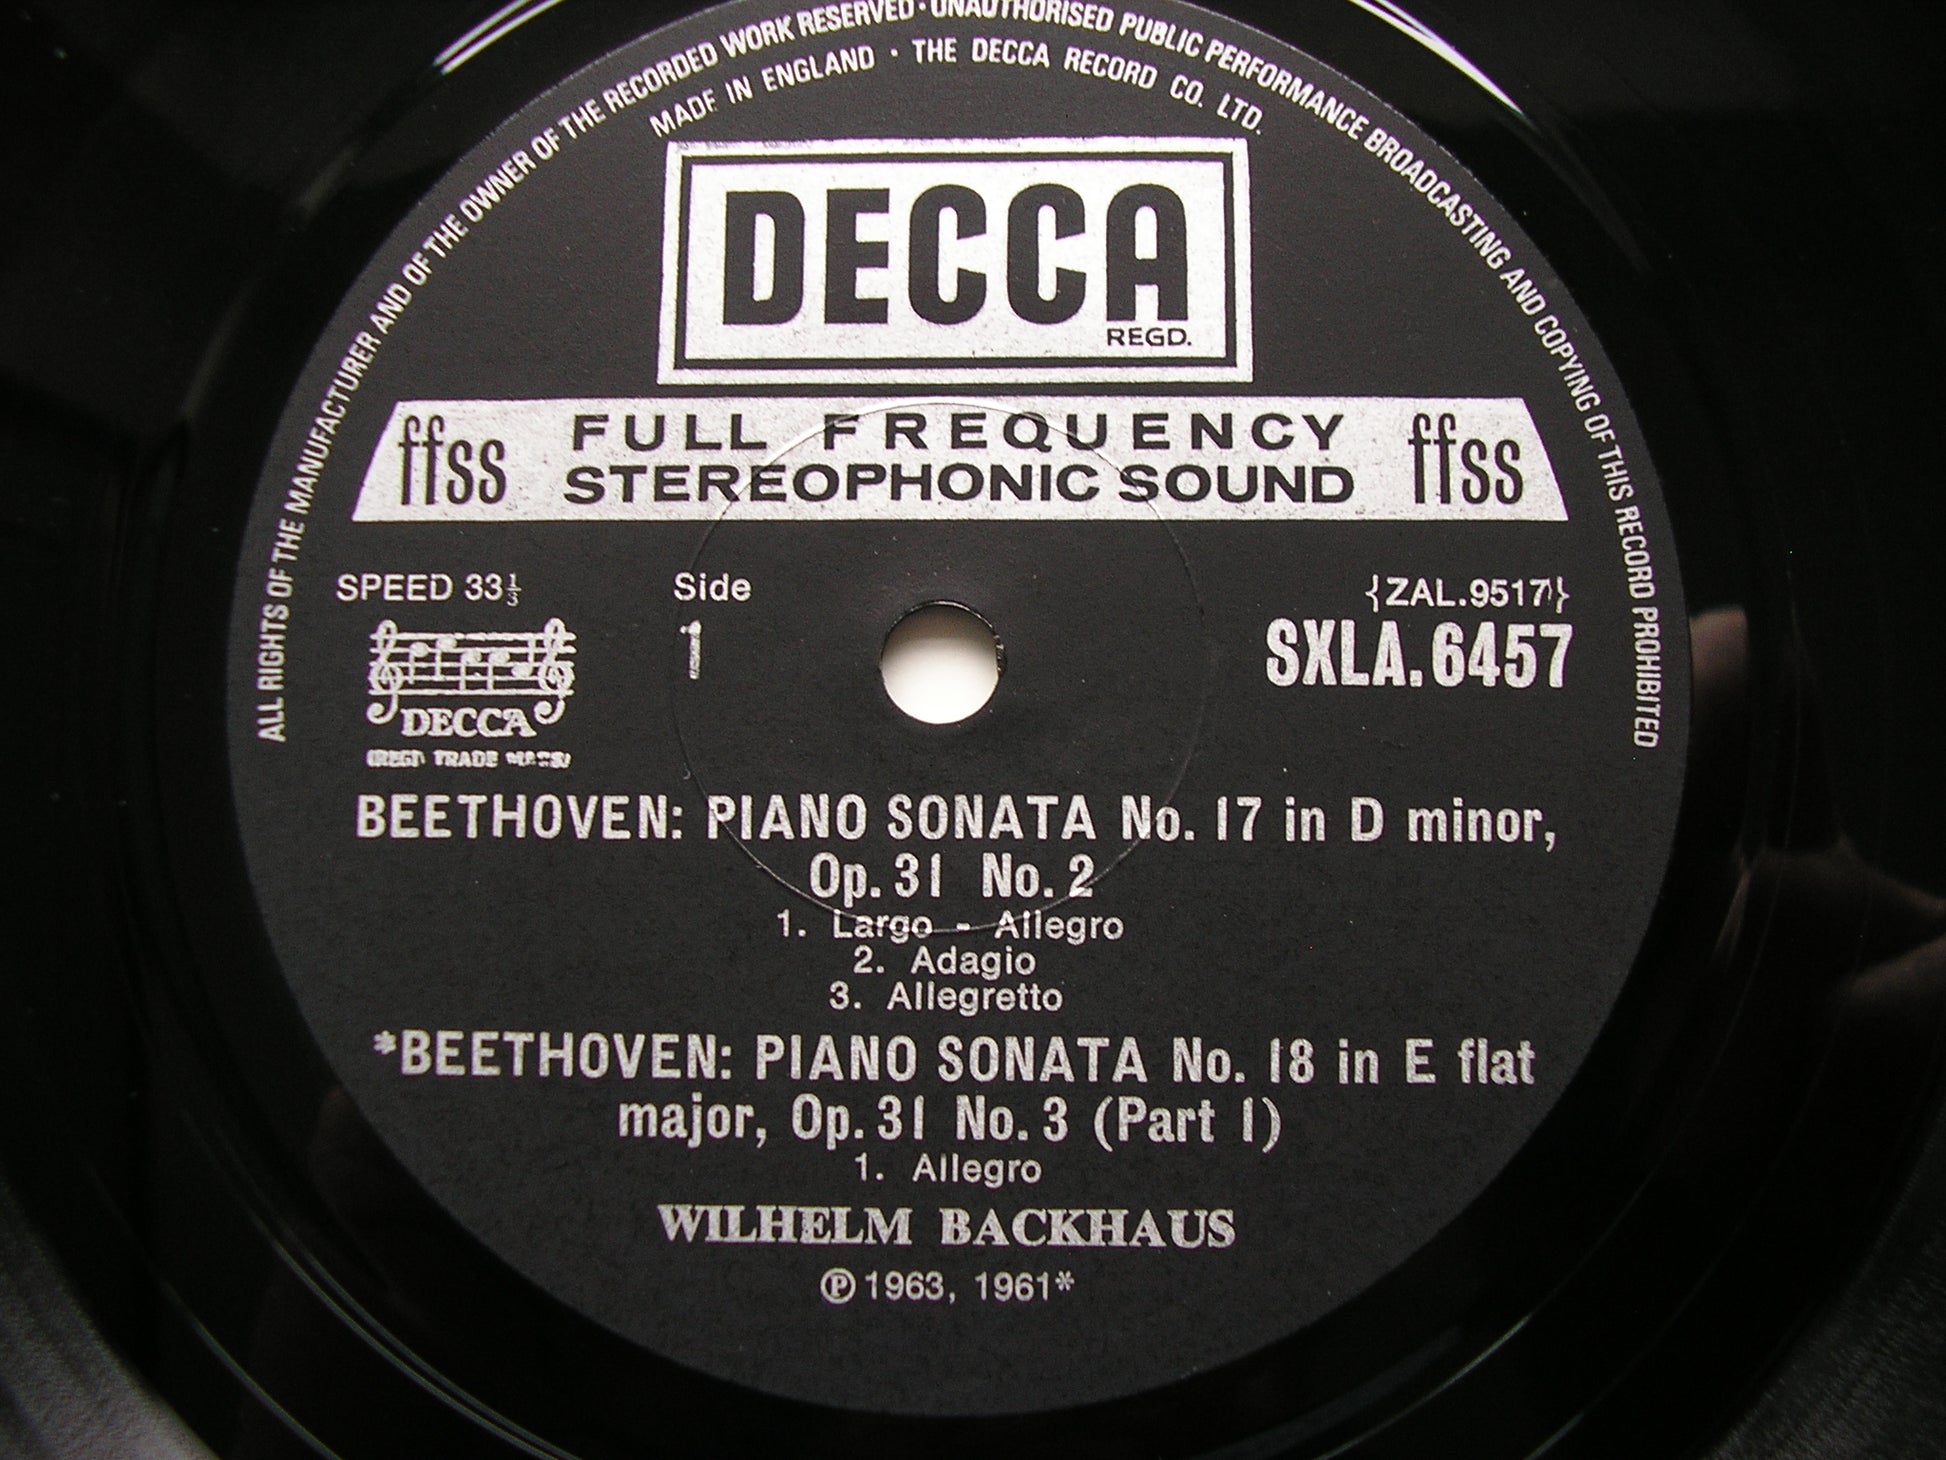 ALL RIGHTS OF THE MANUFACTURER AND OF THE OWNER OF THE RECORDED WORK RESERVED · UNAUTHORISED PUBLIC PERFORMANCE BROADCASTING AND COPYING OF THIS RECORD PROHIBITED
MADE IN ENGLAND · THE DECCA RECORD CO. LTD.
DECCA
REGD.
ffss FULL FREQUENCY STEREOPHONIC SOUND ffss
SPEED 33⅓
Side
1
{ZAL.9517}
SXLA.6457
DECCA
(REGD TRADE MARKS)
BEETHOVEN: PIANO SONATA No. 17 in D minor,
Op. 31 No. 2
1. Largo - Allegro
2. Adagio
3. Allegretto
*BEETHOVEN: PIANO SONATA No. 18 in E flat
major, Op. 31 No. 3 (Part 1)
1. Allegro
WILHELM BACKHAUS
℗ 1963, 1961*